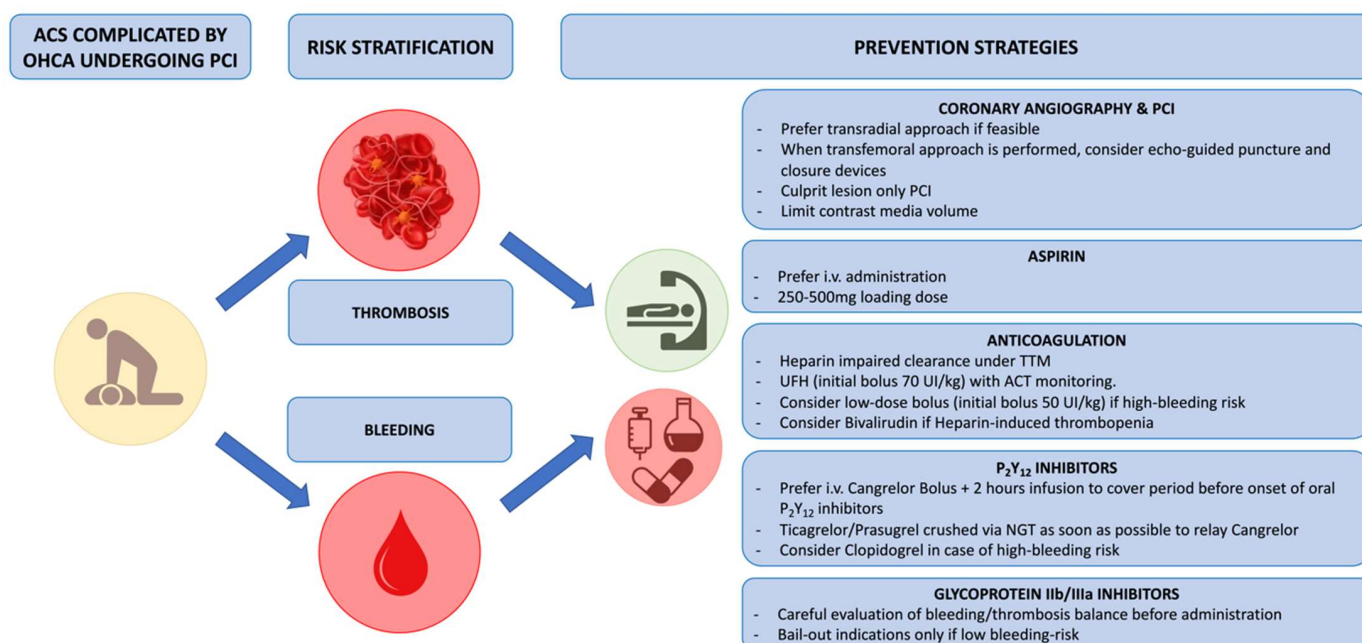 ACS COMPLICATED BY
OHCA UNDERGOING PCI
RISK STRATIFICATION
PREVENTION STRATEGIES
THROMBOSIS
BLEEDING
CORONARY ANGIOGRAPHY & PCI
- Prefer transradial approach if feasible
- When transfemoral approach is performed, consider echo-guided puncture and
closure devices
- Culprit lesion only PCI
- Limit contrast media volume
ASPIRIN
- Prefer i.v. administration
- 250-500mg loading dose
ANTICOAGULATION
- Heparin impaired clearance under TTM
- UFH (initial bolus 70 UI/kg) with ACT monitoring.
- Consider low-dose bolus (initial bolus 50 UI/kg) if high-bleeding risk
- Consider Bivalirudin if Heparin-induced thrombopenia
P₂Y₁₂ INHIBITORS
- Prefer i.v. Cangrelor Bolus + 2 hours infusion to cover period before onset of oral
P₂Y₁₂ inhibitors
- Ticagrelor/Prasugrel crushed via NGT as soon as possible to relay Cangrelor
- Consider Clopidogrel in case of high-bleeding risk
GLYCOPROTEIN IIb/IIIa INHIBITORS
- Careful evaluation of bleeding/thrombosis balance before administration
- Bail-out indications only if low bleeding-risk